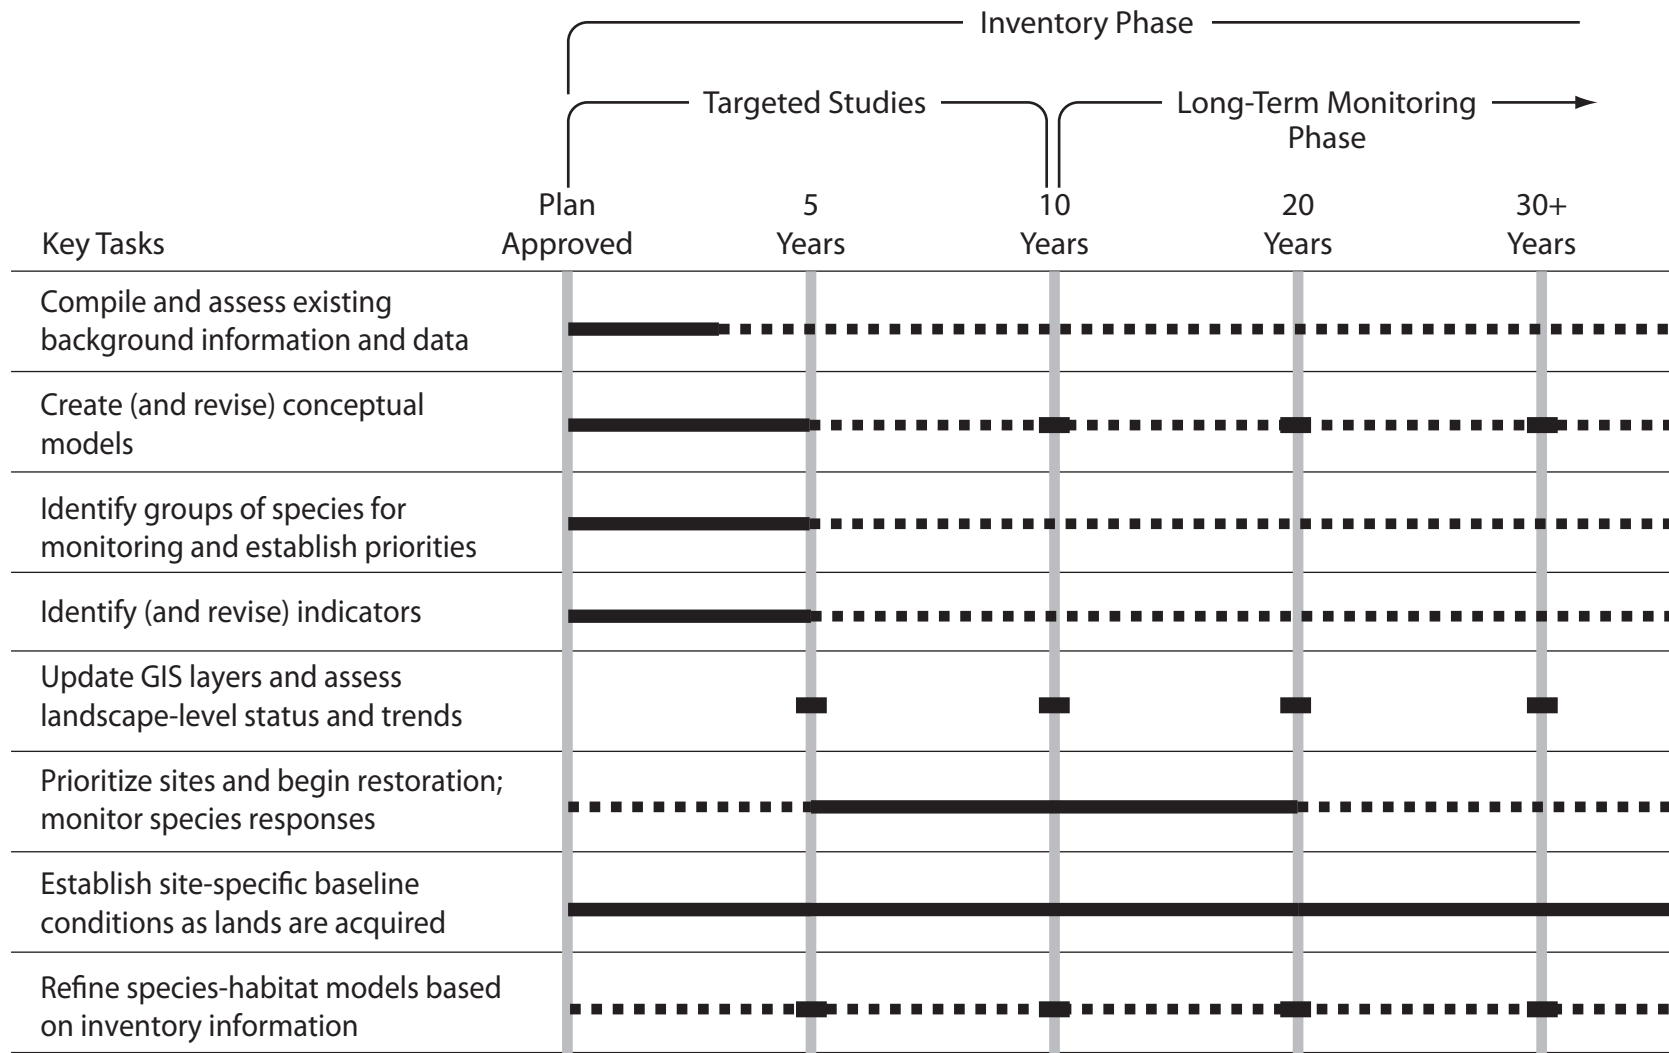 Inventory Phase
Targeted Studies
Long-Term Monitoring
Phase
Key Tasks
Plan
Approved
5
Years
10
Years
20
Years
30+
Years
Compile and assess existing
background information and data
Create (and revise) conceptual
models
Identify groups of species for
monitoring and establish priorities
Identify (and revise) indicators
Update GIS layers and assess
landscape-level status and trends
Prioritize sites and begin restoration;
monitor species responses
Establish site-specific baseline
conditions as lands are acquired
Refine species-habitat models based
on inventory information